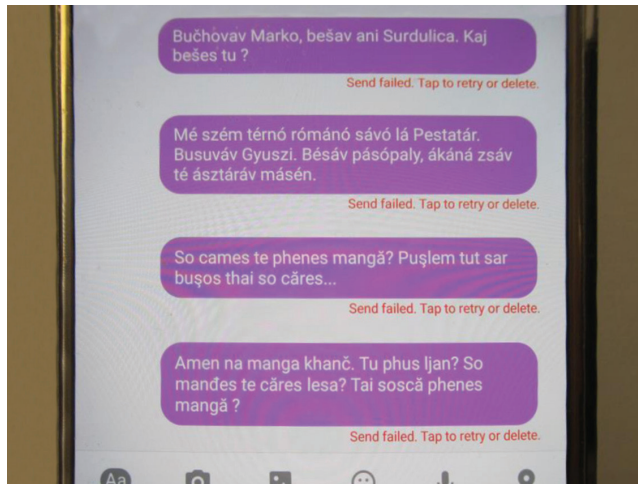 Bučhovav Marko, bešav ani Surdulica. Kaj
bešes tu ?
Send failed. Tap to retry or delete.
Mé szém térnó rómánó sávó lá Pestatár.
Busuváv Gyuszi. Bésáv pásópaly, ákáná zsáv
té ásztáráv másén.
Send failed. Tap to retry or delete.
So cames te phenes mangă? Puşlem tut sar
buşos thai so căres...
Send failed. Tap to retry or delete.
Amen na manga khanč. Tu phus ljan? So
manđes te căres lesa? Tai soscă phenes
mangă ?
Send failed. Tap to retry or delete.
Aa